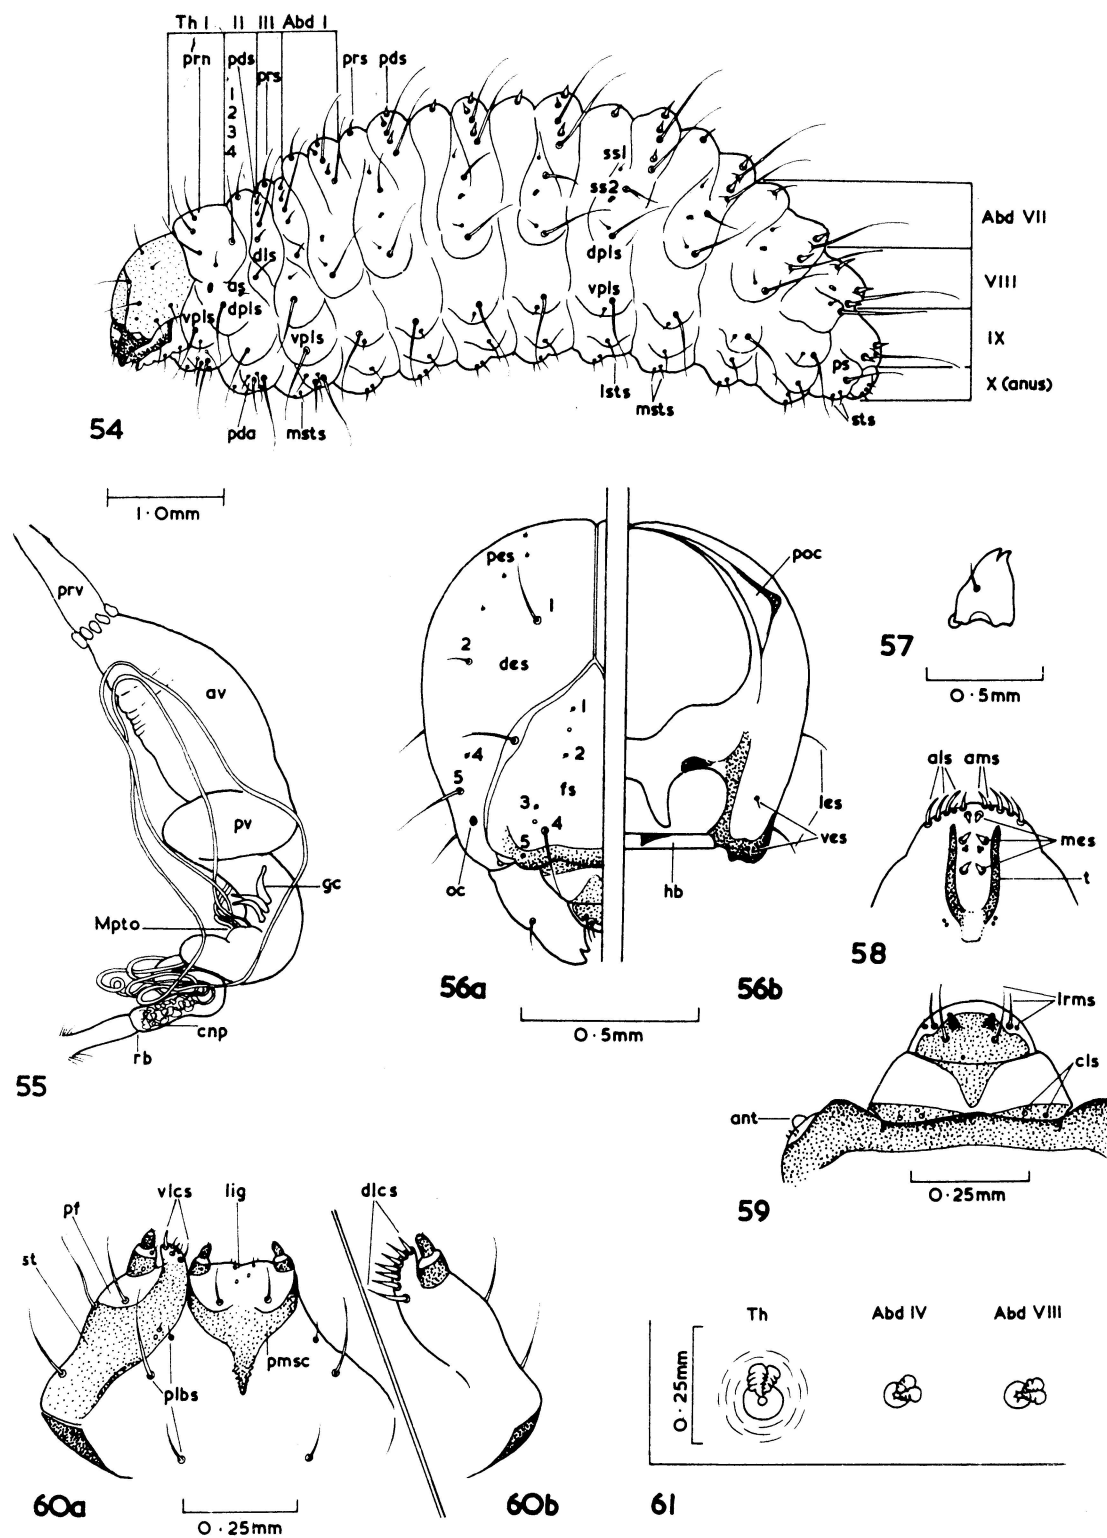 Th I II III Abd I
prn pds prs prs pds
1
2
3
4
ss1
ss2
dls
as
dpls
dpls
vpls
vpls
vpls
Abd VII
VIII
IX
ps
X (anus)
lsts
msts
sts
pda msts
54
1·0mm
prv
av
pv
gc
Mpto
cnp
rb
55
pes
1
2
des
1
4
2
5
fs
3
4
5
oc
56a
poc
les
ves
hb
56b
0·5mm
57
0·5mm
als ams
mes
t
58
lrms
cls
ant
59
0·25mm
vlcs lig dlcs
pf
st
pmsc
plbs
60a
0·25mm
60b
Th Abd IV Abd VIII
0·25mm
61